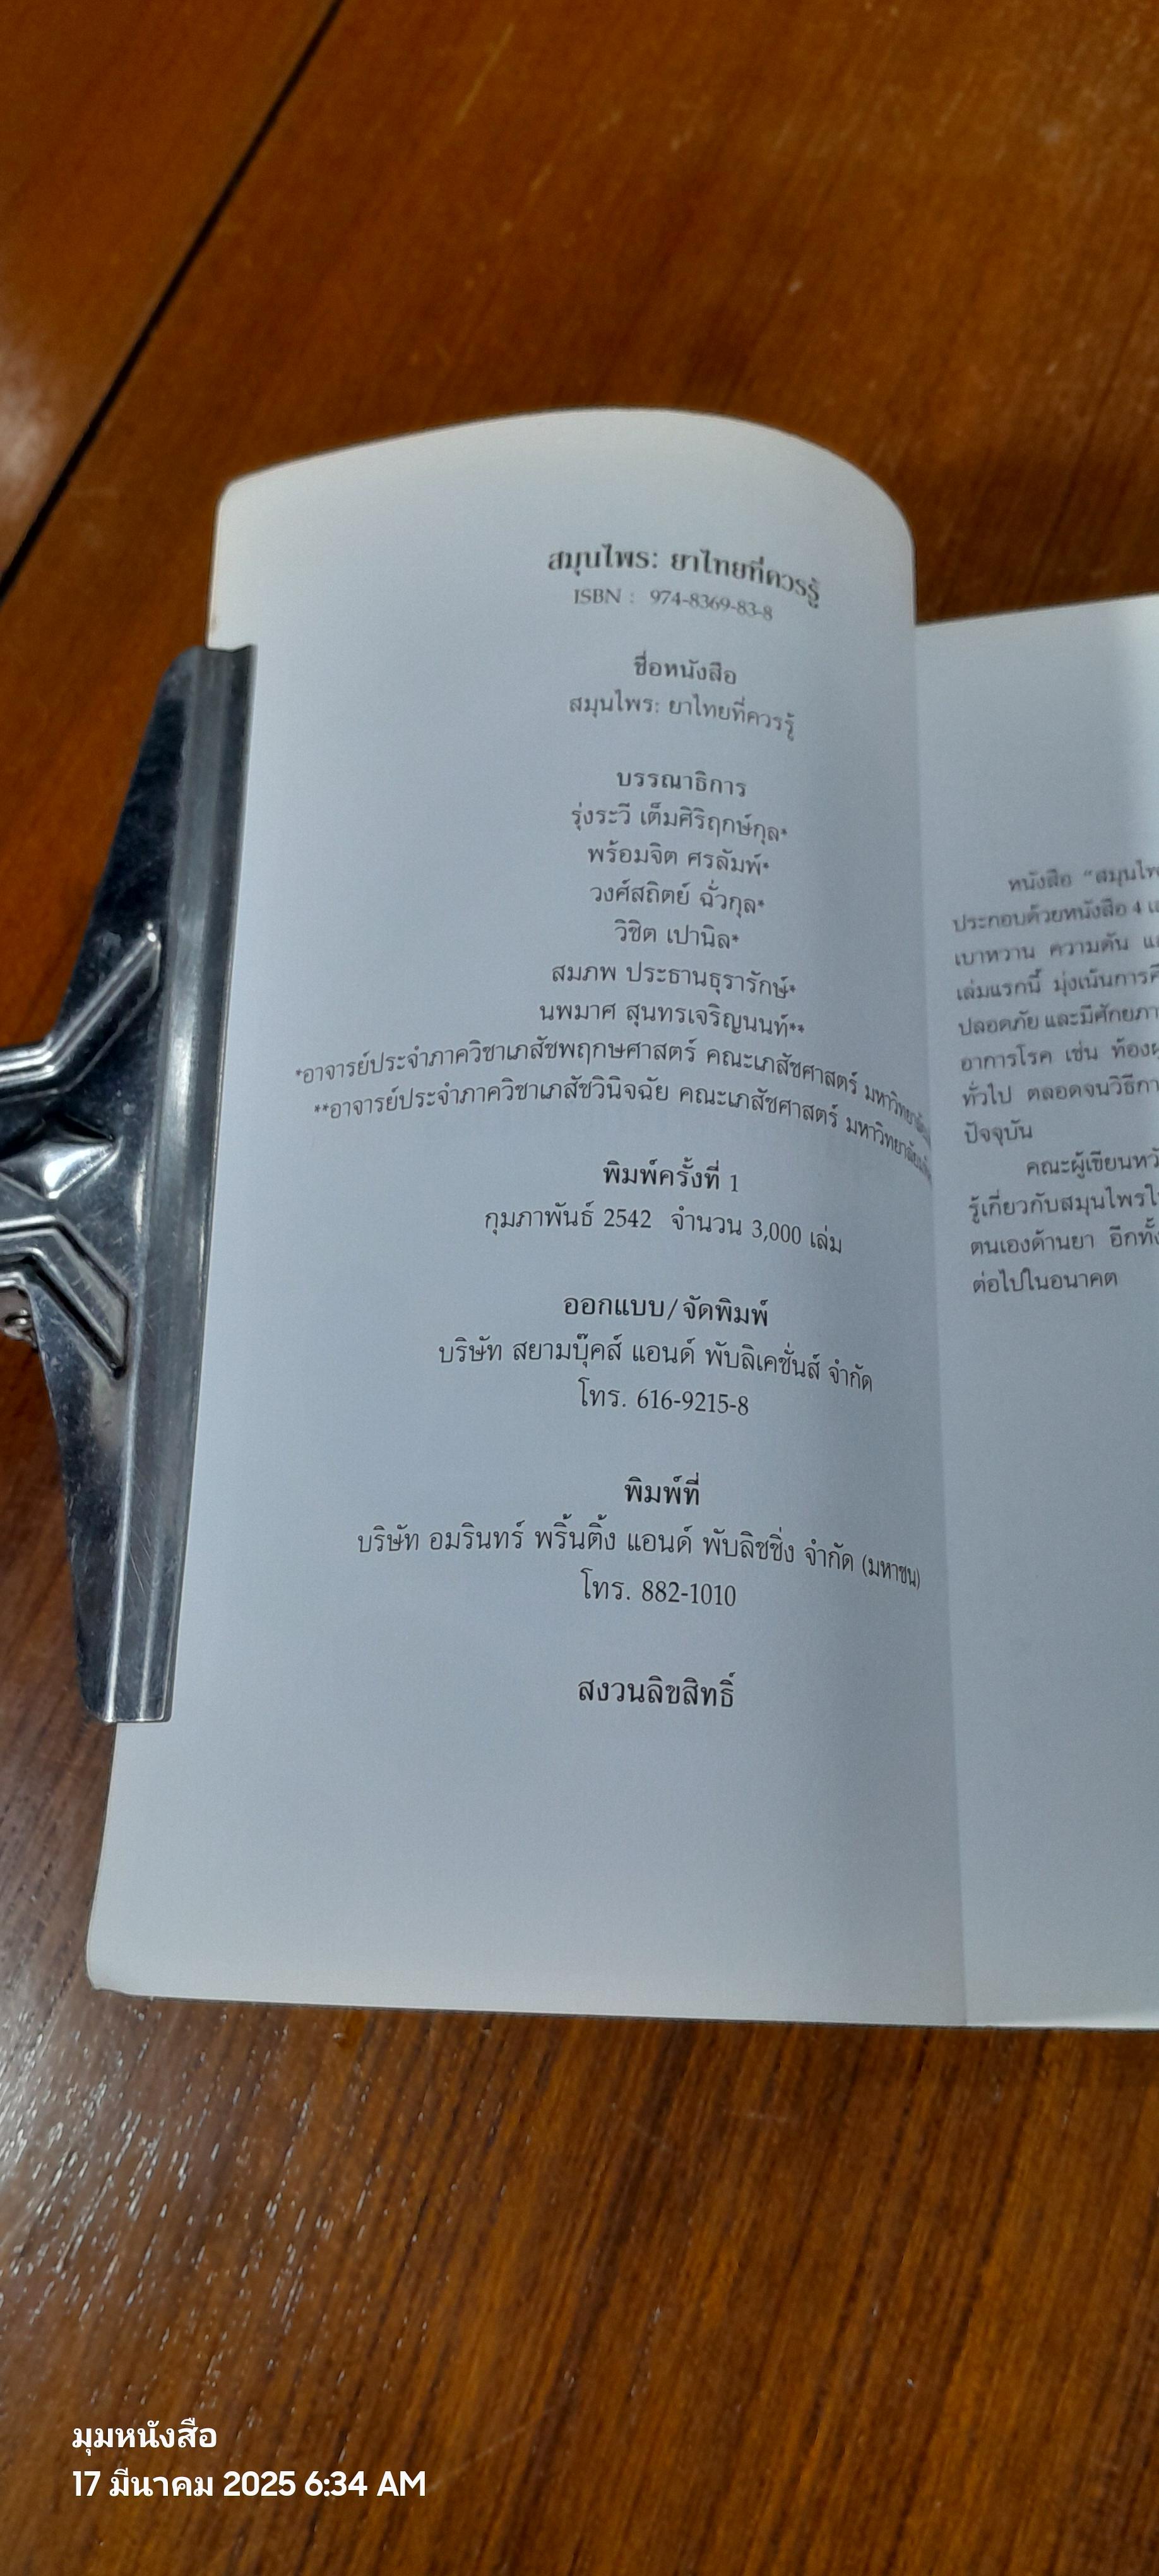 สมุนไพร: ยาไทยที่ควรรู้
ISBN : 974-8369-83-8
ชื่อหนังสือ
สมุนไพร: ยาไทยที่ควรรู้
บรรณาธิการ
รุ่งระวี เต็มศิริฤกษ์กุล*
พร้อมจิต ศรลัมพ์*
วงศ์สถิตย์ ฉั่วกุล*
วิชิต เปานิล*
สมภพ ประธานธุรารักษ์*
นพมาศ สุนทรเจริญนนท์**
*อาจารย์ประจำภาควิชาเภสัชพฤกษศาสตร์ คณะเภสัชศาสตร์
**อาจารย์ประจำภาควิชาเภสัชวินิจฉัย คณะเภสัชศาสตร์
พิมพ์ครั้งที่ 1
กุมภาพันธ์ 2542 จำนวน 3,000 เล่ม
ออกแบบ/จัดพิมพ์
บริษัท สยามบุ๊คส์ แอนด์ พับลิเคชั่นส์ จำกัด
โทร. 616-9215-8
พิมพ์ที่
บริษัท อมรินทร์ พริ้นติ้ง แอนด์ พับลิชชิ่ง จำกัด (มหาชน)
โทร. 882-1010
สงวนลิขสิทธิ์
หนังสือ "สมุนไพ
ประกอบด้วยหนังสือ 4
เบาหวาน ความดัน
เล่มแรกนี้ มุ่งเน้นการ
ปลอดภัย และมีศักยภา
อาการโรค เช่น ท้อง
ทั่วไป ตลอดจนวิธีกา
ปัจจุบัน
คณะผู้เขียนหวั
รู้เกี่ยวกับสมุนไพรใ
ตนเองด้านยา อีกทั้
ต่อไปในอนาคต
มุมหนังสือ
17 มีนาคม 2025 6:34 AM